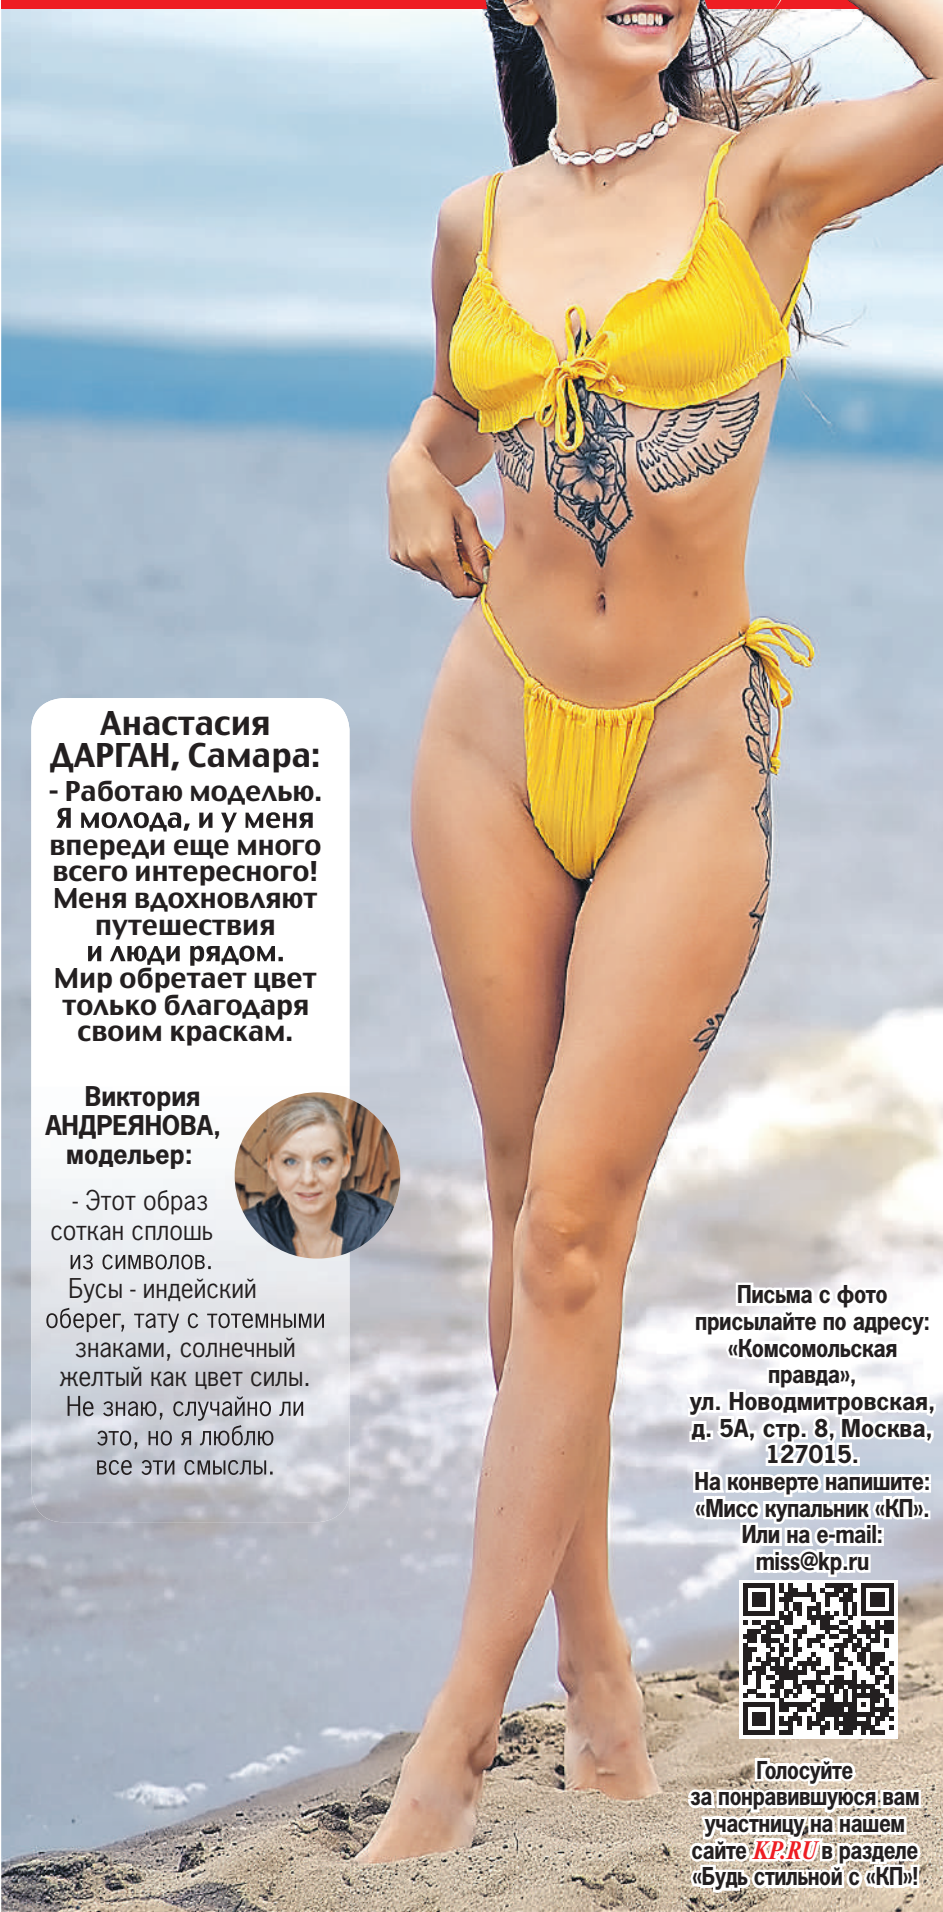 Анастасия
ДАРГАН, Самара:
- Работаю моделью.
Я молода, и у меня
впереди еще много
всего интересного!
Меня вдохновляют
путешествия
и люди рядом.
Мир обретает цвет
только благодаря
своим краскам.
Виктория
АНДРЕЯНОВА,
модельер:
- Этот образ
соткан сплошь
из символов.
Бусы - индейский
оберег, тату с тотемными
знаками, солнечный
желтый как цвет силы.
Не знаю, случайно ли
это, но я люблю
все эти смыслы.
Письма с фото
присылайте по адресу:
«Комсомольская
правда»,
ул. Новодмитровская,
д. 5А, стр. 8, Москва,
127015.
На конверте напишите:
«Мисс купальник «КП».
Или на e-mail:
miss@kp.ru
Голосуйте
за понравившуюся вам
участницу на нашем
сайте KP.RU в разделе
«Будь стильной с «КП»!